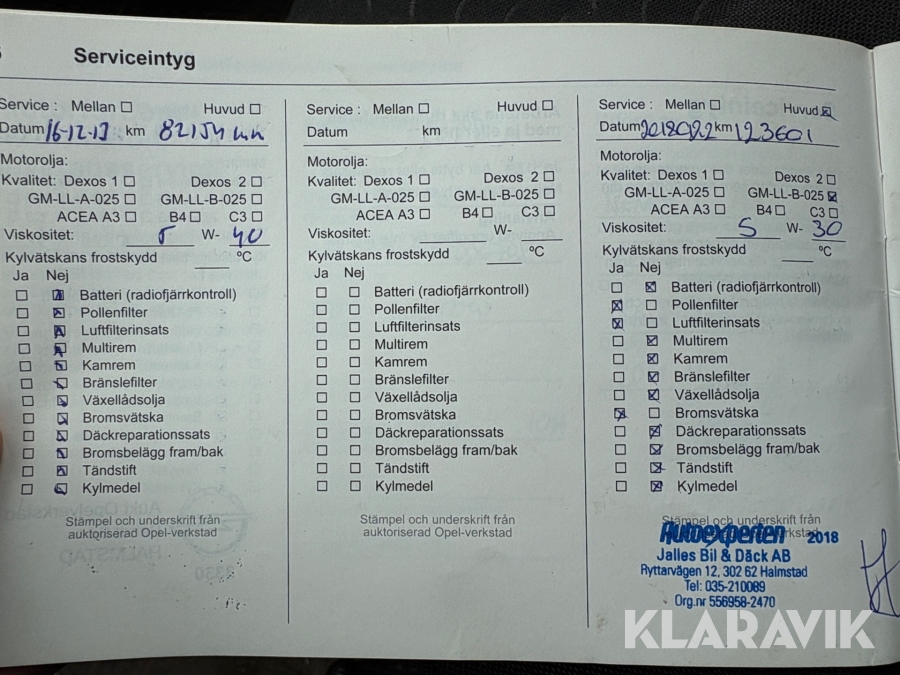 Serviceintyg
Service : Mellan ☐ Huvud ☐
Datum 16-12-13 km 82154 km
Motorolja:
Kvalitet: Dexos 1 ☐ Dexos 2 ☐
GM-LL-A-025 ☐ GM-LL-B-025 ☐
ACEA A3 ☐ B4 ☐ C3 ☐
Viskositet: 5 W- 40
Kylvätskans frostskydd ____ °C
Ja Nej
☐ ☒ Batteri (radiofjärrkontroll)
☐ ☒ Pollenfilter
☐ ☒ Luftfilterinsats
☐ ☒ Multirem
☐ ☒ Kamrem
☐ ☒ Bränslefilter
☐ ☒ Växellådsolja
☐ ☒ Bromsvätska
☐ ☒ Däckreparationssats
☐ ☒ Bromsbelägg fram/bak
☐ ☒ Tändstift
☐ ☒ Kylmedel
Stämpel och underskrift från
auktoriserad Opel-verkstad
Service : Mellan ☐ Huvud ☐
Datum km
Motorolja:
Kvalitet: Dexos 1 ☐ Dexos 2 ☐
GM-LL-A-025 ☐ GM-LL-B-025 ☐
ACEA A3 ☐ B4 ☐ C3 ☐
Viskositet: ____ W- ____
Kylvätskans frostskydd ____ °C
Ja Nej
☐ ☐ Batteri (radiofjärrkontroll)
☐ ☐ Pollenfilter
☐ ☐ Luftfilterinsats
☐ ☐ Multirem
☐ ☐ Kamrem
☐ ☐ Bränslefilter
☐ ☐ Växellådsolja
☐ ☐ Bromsvätska
☐ ☐ Däckreparationssats
☐ ☐ Bromsbelägg fram/bak
☐ ☐ Tändstift
☐ ☐ Kylmedel
Stämpel och underskrift från
auktoriserad Opel-verkstad
Service : Mellan ☐ Huvud ☒
Datum 2018022 km 123601
Motorolja:
Kvalitet: Dexos 1 ☐ Dexos 2 ☐
GM-LL-A-025 ☐ GM-LL-B-025 ☒
ACEA A3 ☐ B4 ☐ C3 ☐
Viskositet: 5 W- 30
Kylvätskans frostskydd ____ °C
Ja Nej
☐ ☒ Batteri (radiofjärrkontroll)
☒ ☐ Pollenfilter
☒ ☐ Luftfilterinsats
☐ ☒ Multirem
☐ ☒ Kamrem
☐ ☒ Bränslefilter
☐ ☒ Växellådsolja
☒ ☐ Bromsvätska
☐ ☒ Däckreparationssats
☐ ☒ Bromsbelägg fram/bak
☐ ☒ Tändstift
☐ ☒ Kylmedel
Stämpel och underskrift från
auktoriserad Opel-verkstad
Autoexperten 2018
Jalles Bil & Däck AB
Ryttarvägen 12, 302 62 Halmstad
Tel: 035-210089
Org.nr 556958-2470
KLARAVIK